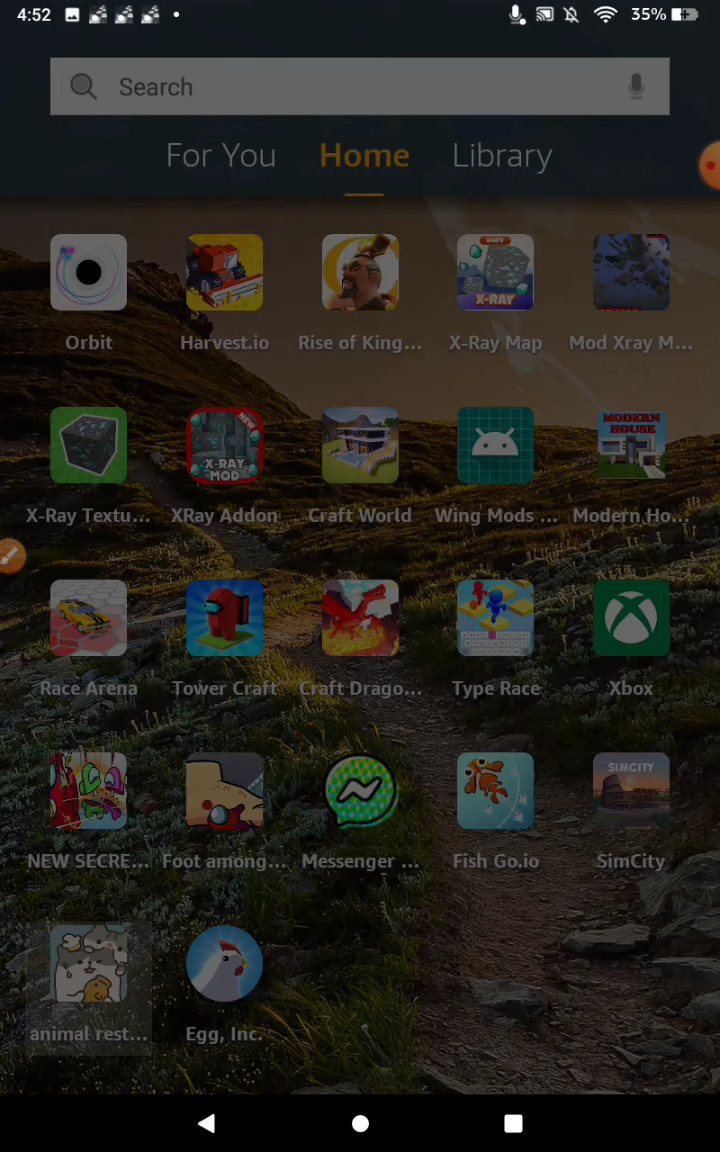 4:52 35%
Search
For You Home Library
Orbit Harvest.io Rise of King... X-Ray Map Mod Xray M...
MAPS
X-RAY
X-Ray Textu... XRay Addon Craft World Wing Mods ... Modern Ho...
NEW
X-RAY
MOD
MODERN
HOUSE
Race Arena Tower Craft Craft Drago... Type Race Xbox
SIMCITY
NEW SECRE... Foot among... Messenger ... Fish Go.io SimCity
animal rest... Egg, Inc.